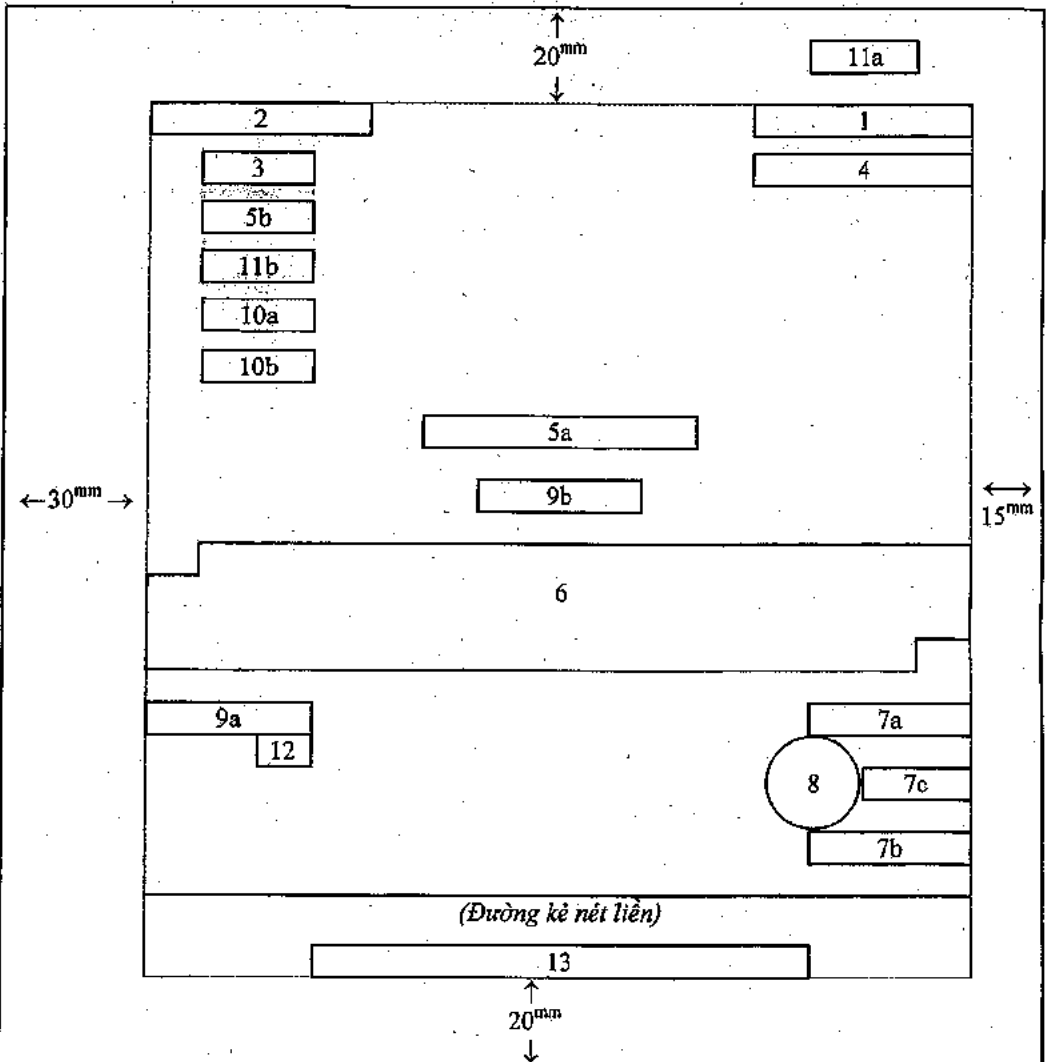 20mm
11a
2
1
3
4
5b
11b
10a
10b
5a
←30mm→
9b
15mm
6
9a
7a
12
8
7c
7b
(Đường kẻ nét liền)
13
20mm